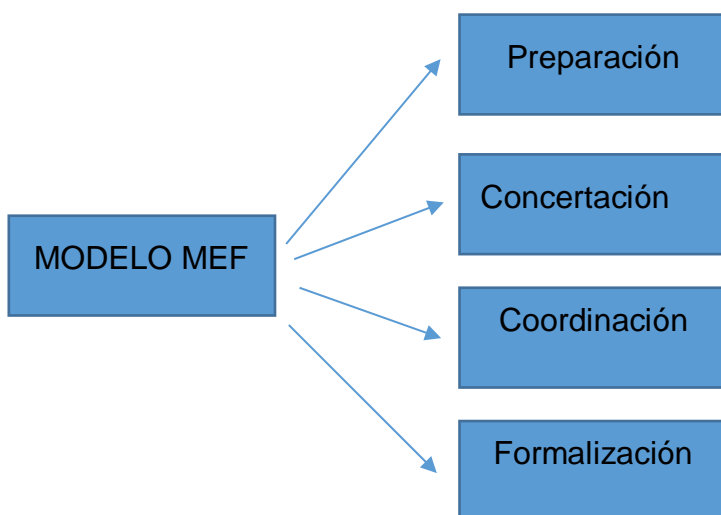 Preparación
Concertación
MODELO MEF
Coordinación
Formalización